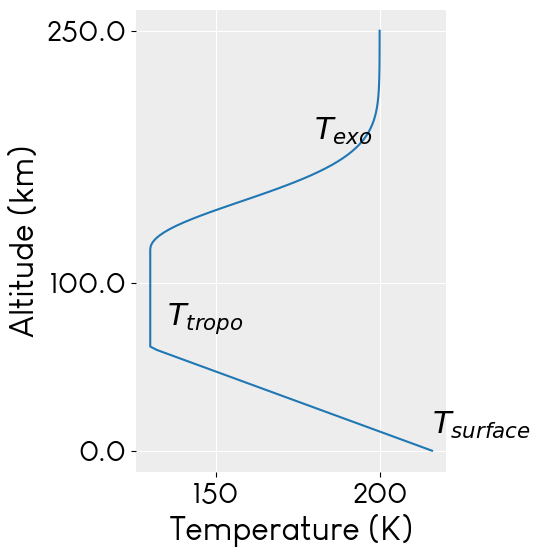 250.0
T_exo
100.0
T_tropo
T_surface
0.0
150 200
Temperature (K)
Altitude (km)